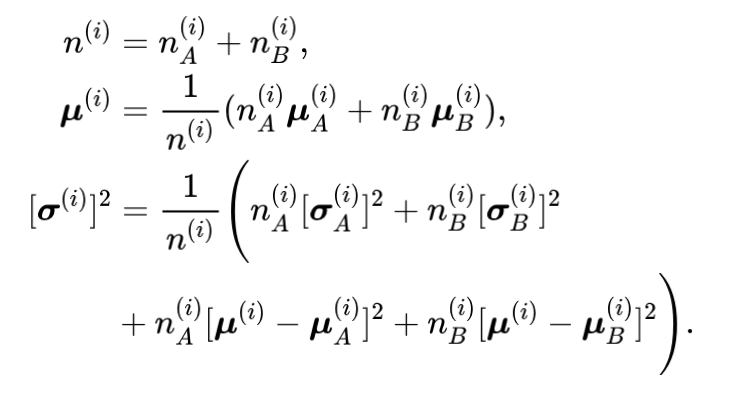 n^{(i)} = n_A^{(i)} + n_B^{(i)},
\boldsymbol{\mu}^{(i)} = \frac{1}{n^{(i)}} (n_A^{(i)} \boldsymbol{\mu}_A^{(i)} + n_B^{(i)} \boldsymbol{\mu}_B^{(i)}),
[\boldsymbol{\sigma}^{(i)}]^2 = \frac{1}{n^{(i)}} \Bigg( n_A^{(i)} [\boldsymbol{\sigma}_A^{(i)}]^2 + n_B^{(i)} [\boldsymbol{\sigma}_B^{(i)}]^2
+ n_A^{(i)} [\boldsymbol{\mu}^{(i)} - \boldsymbol{\mu}_A^{(i)}]^2 + n_B^{(i)} [\boldsymbol{\mu}^{(i)} - \boldsymbol{\mu}_B^{(i)}]^2 \Bigg).